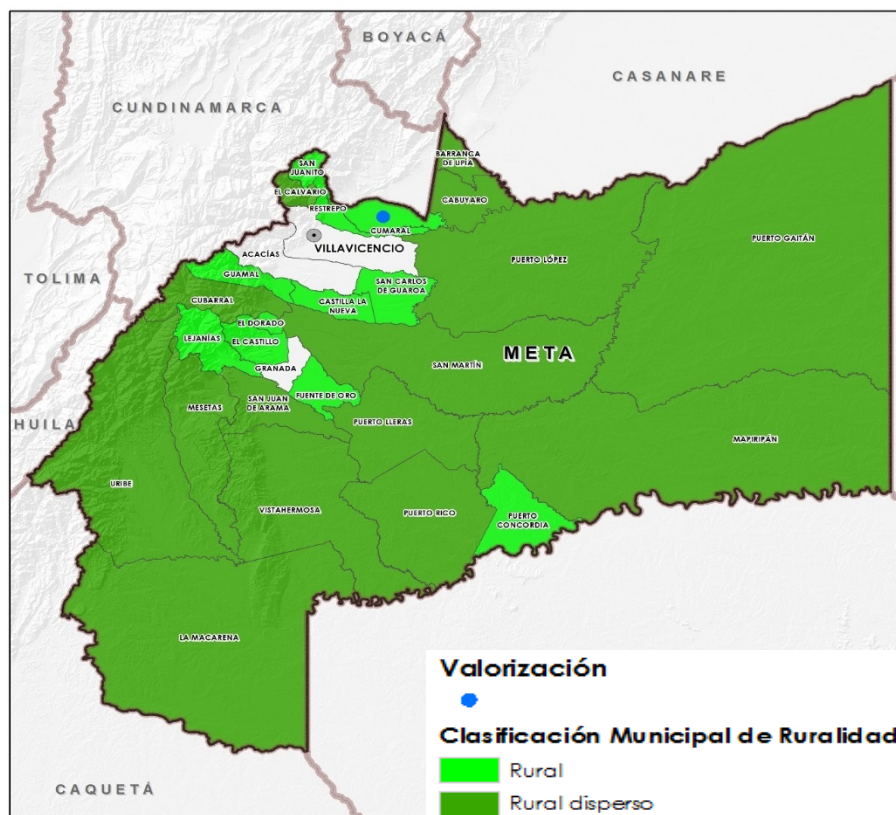 BOYACÁ
CASANARE
CUNDINAMARCA
BARRANCA
DE UPÍA
SAN
JUANITO
EL CALVARIO
CABUYARO
RESTREPO
CUMARAL
PUERTO GAITÁN
VILLAVICENCIO
ACACÍAS
PUERTO LÓPEZ
TOLIMA
GUAMAL
SAN CARLOS
DE GUAROA
CUBARRAL
CASTILLA LA
NUEVA
EL DORADO
LEJANÍAS
EL CASTILLO
META
SAN MARTÍN
GRANADA
FUENTE DE ORO
SAN JUAN
DE ARAMA
MESETAS
HUILA
PUERTO LLERAS
MAPIRIPÁN
URIBE
VISTAHERMOSA
PUERTO RICO
PUERTO
CONCORDIA
LA MACARENA
Valorización
Clasificación Municipal de Ruralidad
Rural
Rural disperso
CAQUETÁ